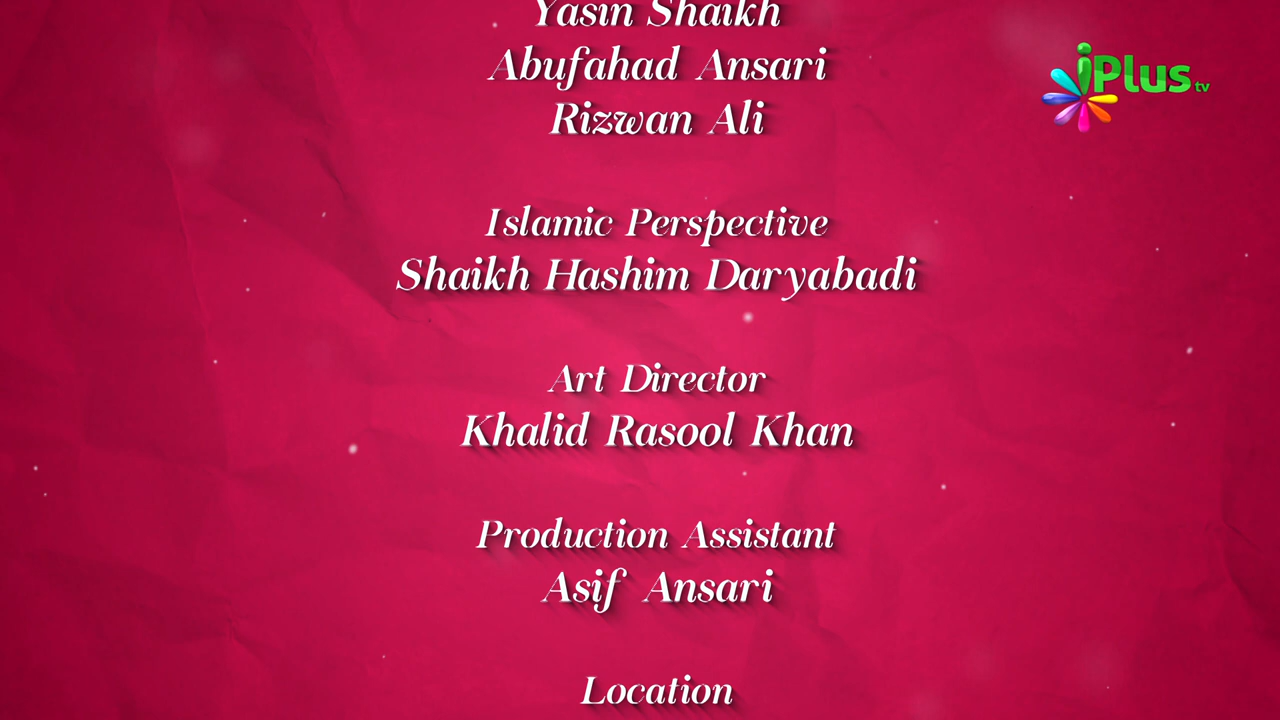 Yasin Shaikh
Abufahad Ansari
Rizwan Ali
iPlus tv
Islamic Perspective
Shaikh Hashim Daryabadi
Art Director
Khalid Rasool Khan
Production Assistant
Asif Ansari
Location